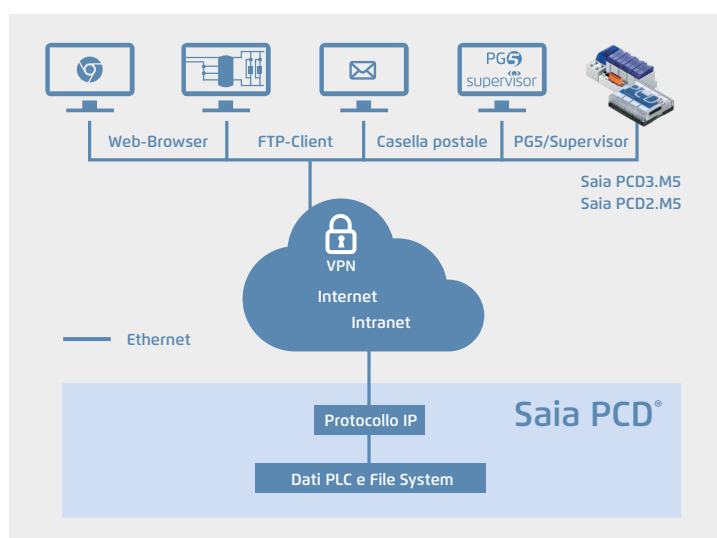 PG5
supervisor
PCD
Web-Browser
FTP-Client
Casella postale
PG5/Supervisor
Saia PCD3.M5
Saia PCD2.M5
VPN
Internet
Intranet
Ethernet
Protocollo IP
Saia PCD®
Dati PLC e File System